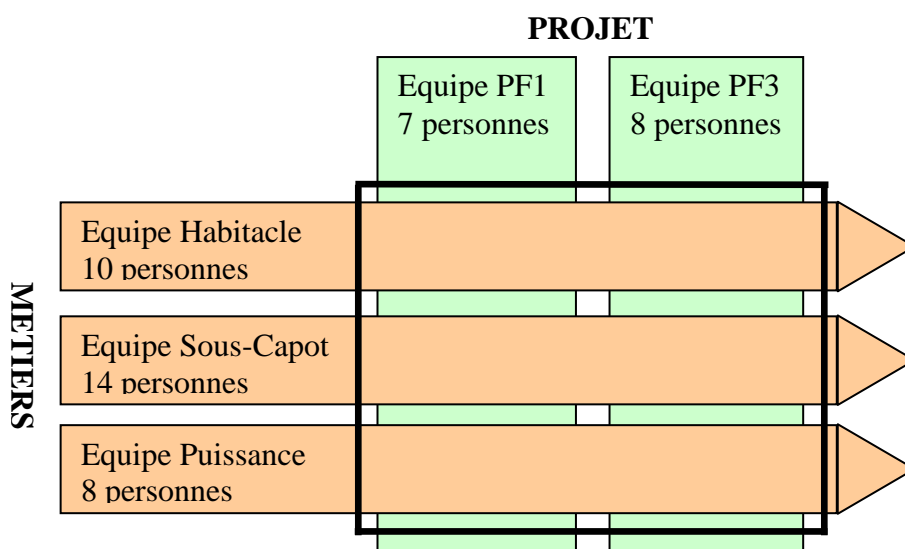 PROJET
Equipe PF1
7 personnes
Equipe PF3
8 personnes
METIERS
Equipe Habitacle
10 personnes
Equipe Sous-Capot
14 personnes
Equipe Puissance
8 personnes